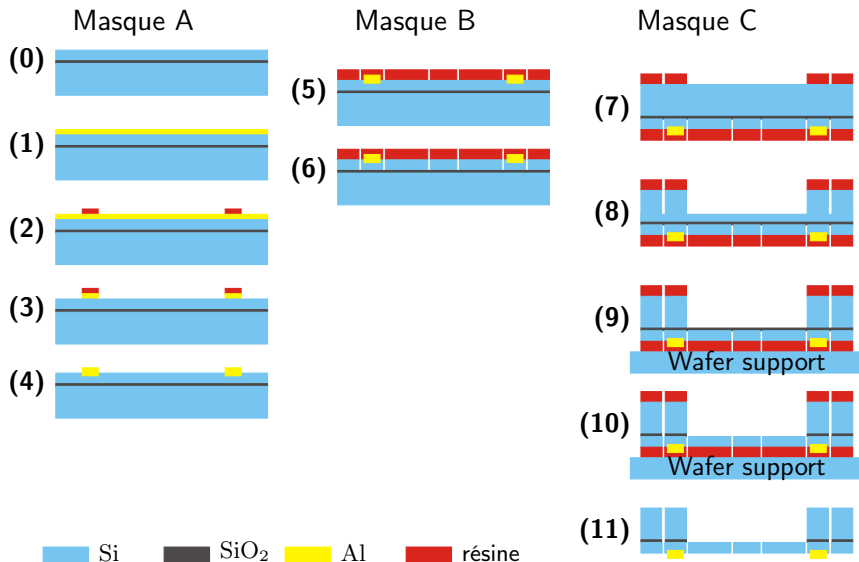 Masque A
Masque B
Masque C
(0)
(1)
(2)
(3)
(4)
(5)
(6)
(7)
(8)
(9)
Wafer support
(10)
Wafer support
(11)
Si
SiO₂
Al
résine